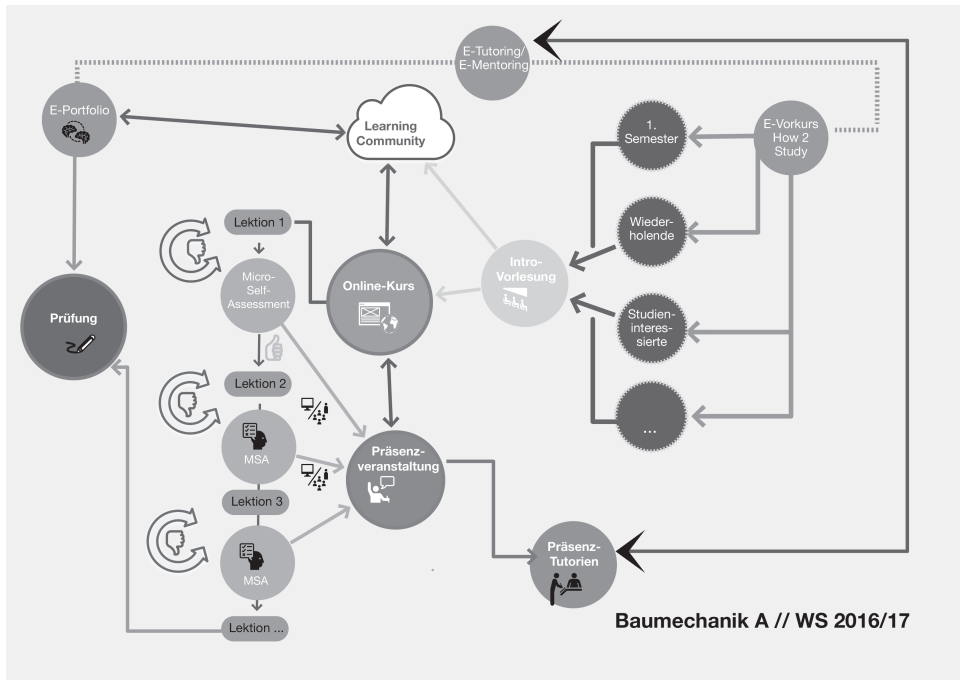 E-Tutoring/
E-Mentoring
E-Portfolio
Learning
Community
1.
Semester
E-Vorkurs
How 2
Study
Lektion 1
Wieder-
holende
Micro-
Self-
Assessment
Online-Kurs
Intro-
Vorlesung
Prüfung
Studien-
interes-
sierte
Lektion 2
...
MSA
Präsenz-
veranstaltung
Lektion 3
MSA
Präsenz-
Tutorien
Lektion ...
Baumechanik A // WS 2016/17